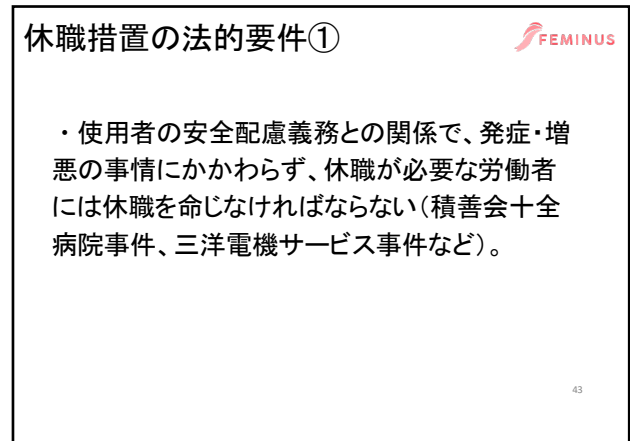 休職措置の法的要件①
FEMINUS
・使用者の安全配慮義務との関係で、発症・増
悪の事情にかかわらず、休職が必要な労働者
には休職を命じなければならない(積善会十全
病院事件、三洋電機サービス事件など)。
43